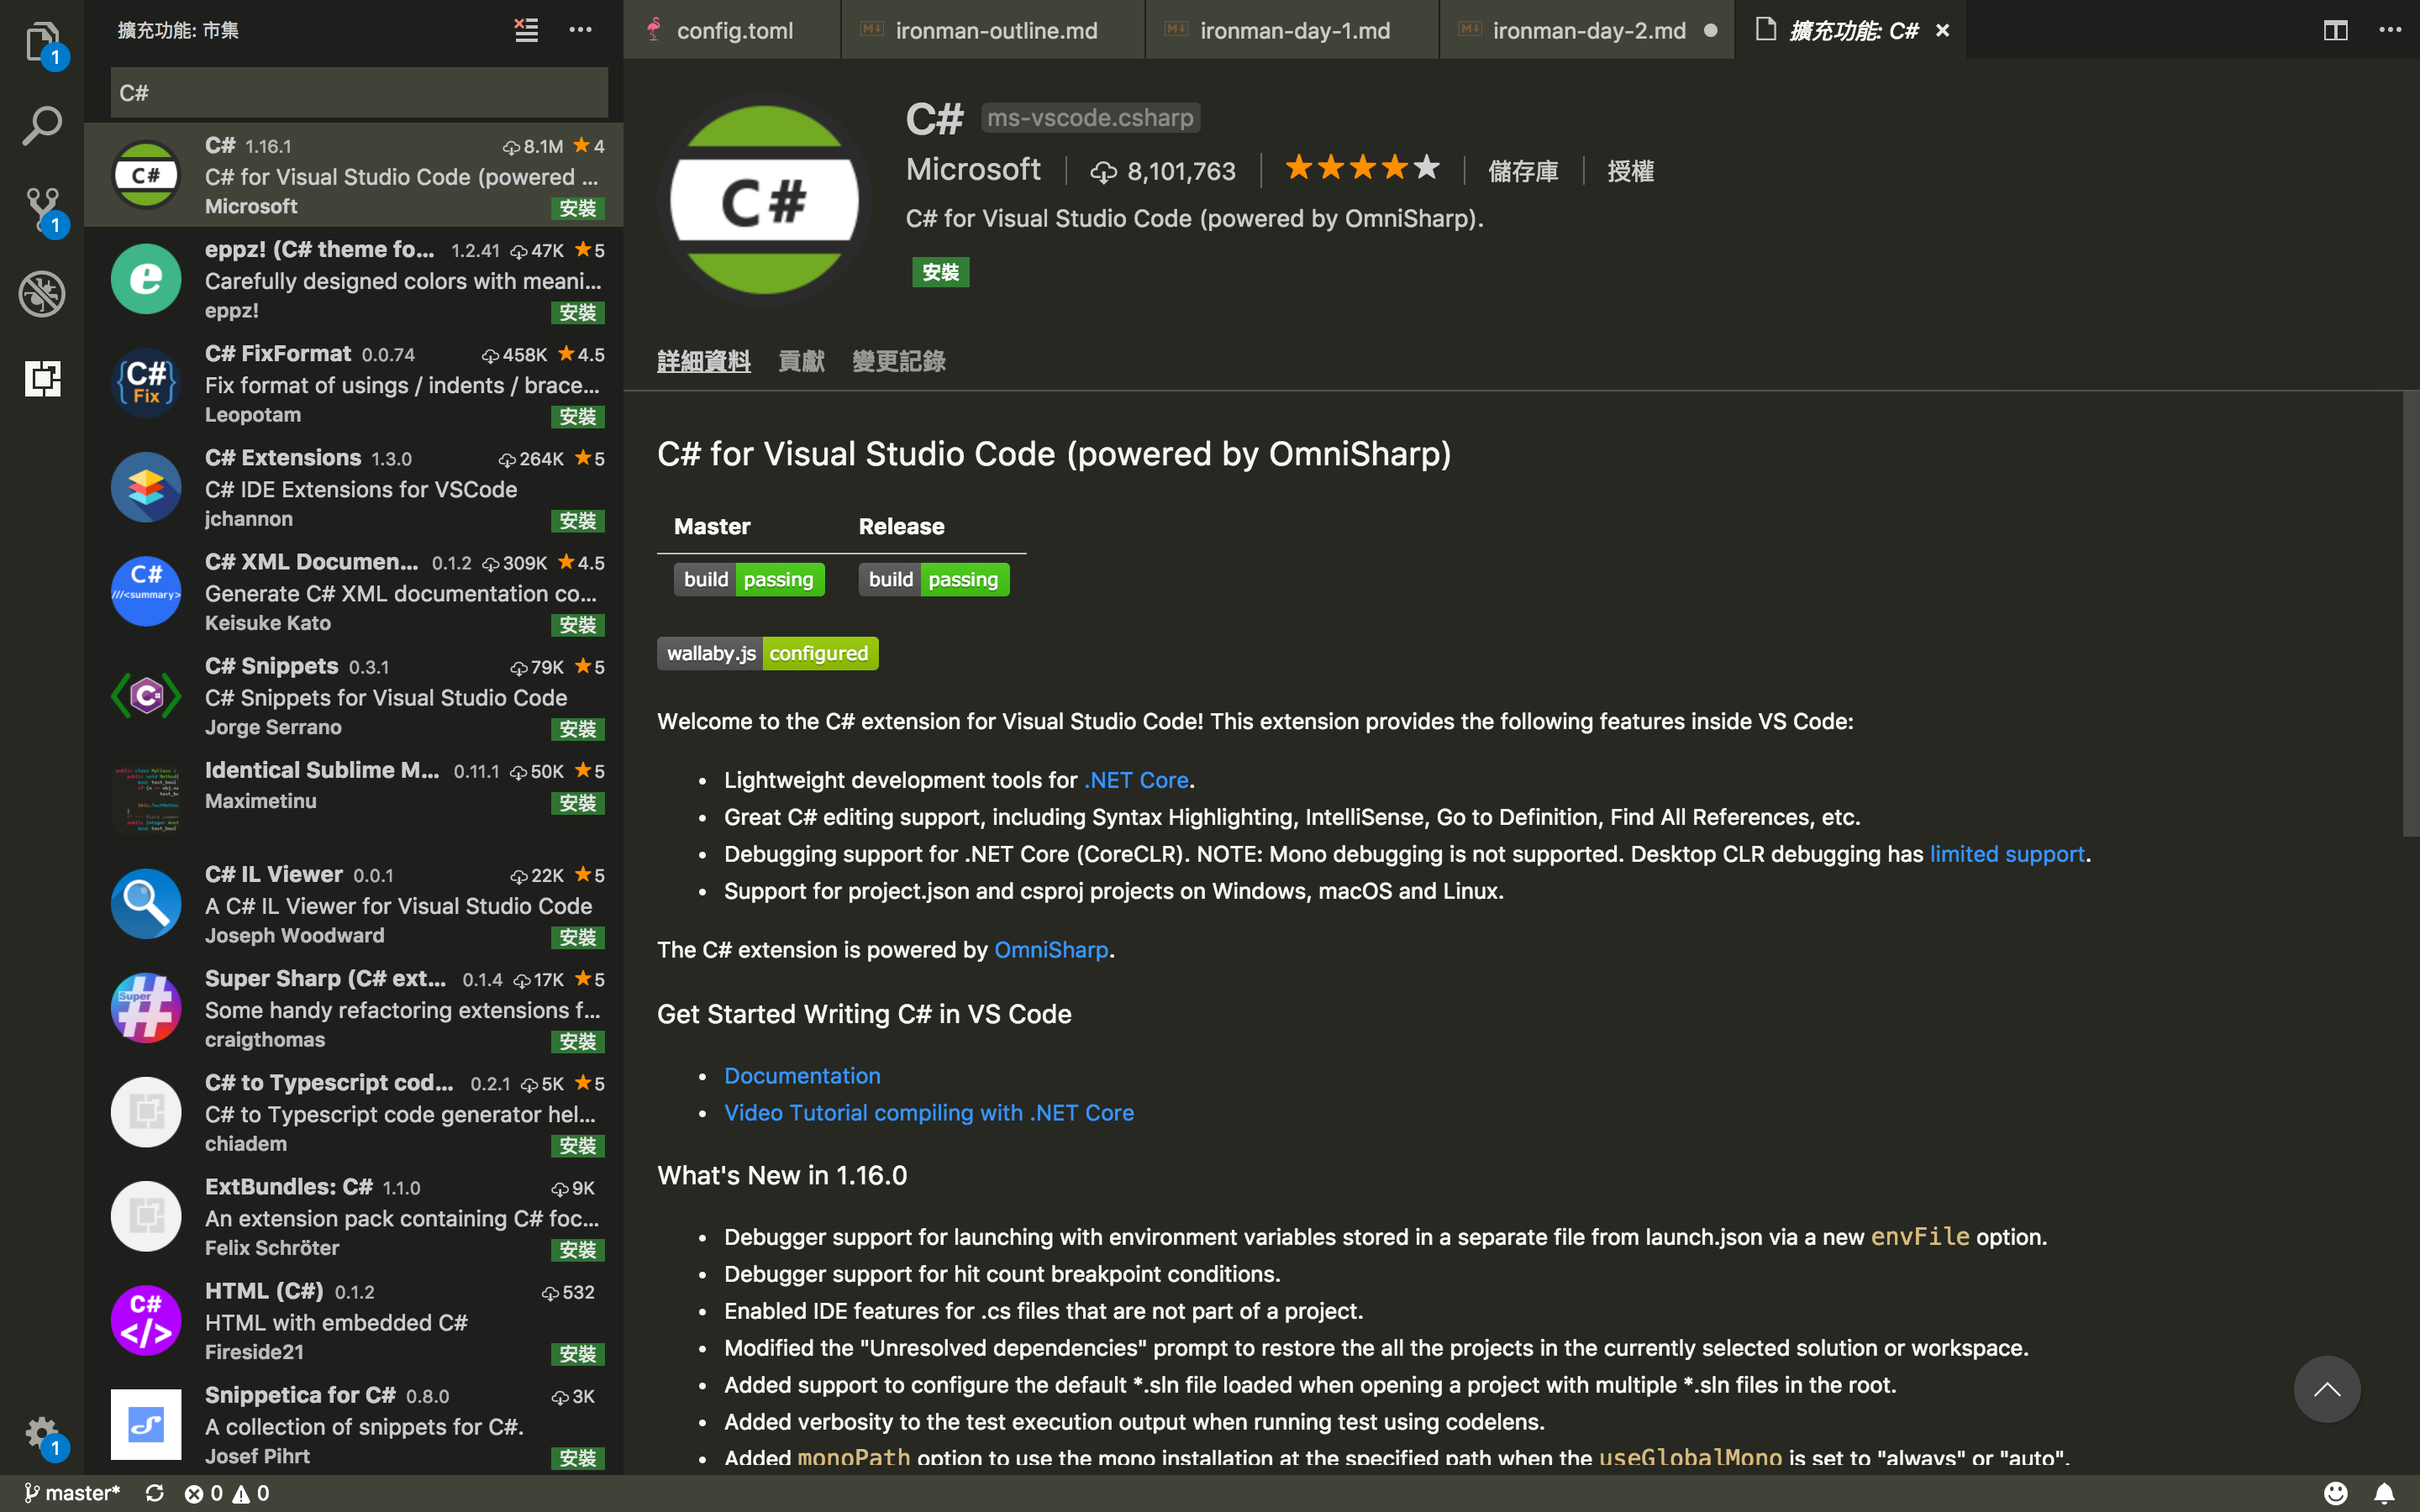 擴充功能: 市集
C#
C# 1.16.1 8.1M 4
C# for Visual Studio Code (powered ...
Microsoft 安裝
eppz! (C# theme fo... 1.2.41 47K 5
Carefully designed colors with meani...
eppz! 安裝
C# FixFormat 0.0.74 458K 4.5
Fix format of usings / indents / brace...
Leopotam 安裝
C# Extensions 1.3.0 264K 5
C# IDE Extensions for VSCode
jchannon 安裝
C# XML Documen... 0.1.2 309K 4.5
Generate C# XML documentation co...
Keisuke Kato 安裝
C# Snippets 0.3.1 79K 5
C# Snippets for Visual Studio Code
Jorge Serrano 安裝
Identical Sublime M... 0.11.1 50K 5
Maximetinu 安裝
C# IL Viewer 0.0.1 22K 5
A C# IL Viewer for Visual Studio Code
Joseph Woodward 安裝
Super Sharp (C# ext... 0.1.4 17K 5
Some handy refactoring extensions f...
craigthomas 安裝
C# to Typescript cod... 0.2.1 5K 5
C# to Typescript code generator hel...
chiadem 安裝
ExtBundles: C# 1.1.0 9K
An extension pack containing C# foc...
Felix Schröter 安裝
HTML (C#) 0.1.2 532
HTML with embedded C#
Fireside21 安裝
Snippetica for C# 0.8.0 3K
A collection of snippets for C#.
Josef Pihrt 安裝
C#
e
{C#}
Fix
C#
///<summary>
C#
Super
#
C#
</>
1
1
1
config.toml ironman-outline.md ironman-day-1.md ironman-day-2.md 擴充功能: C#
C#
C# ms-vscode.csharp
Microsoft 8,101,763 儲存庫 授權
C# for Visual Studio Code (powered by OmniSharp).
安裝
詳細資料 貢獻 變更記錄
C# for Visual Studio Code (powered by OmniSharp)
Master Release
build passing build passing
wallaby.js configured
Welcome to the C# extension for Visual Studio Code! This extension provides the following features inside VS Code:
• Lightweight development tools for .NET Core.
• Great C# editing support, including Syntax Highlighting, IntelliSense, Go to Definition, Find All References, etc.
• Debugging support for .NET Core (CoreCLR). NOTE: Mono debugging is not supported. Desktop CLR debugging has limited support.
• Support for project.json and csproj projects on Windows, macOS and Linux.
The C# extension is powered by OmniSharp.
Get Started Writing C# in VS Code
• Documentation
• Video Tutorial compiling with .NET Core
What's New in 1.16.0
• Debugger support for launching with environment variables stored in a separate file from launch.json via a new envFile option.
• Debugger support for hit count breakpoint conditions.
• Enabled IDE features for .cs files that are not part of a project.
• Modified the "Unresolved dependencies" prompt to restore the all the projects in the currently selected solution or workspace.
• Added support to configure the default *.sln file loaded when opening a project with multiple *.sln files in the root.
• Added verbosity to the test execution output when running test using codelens.
• Added monoPath option to use the mono installation at the specified path when the useGlobalMono is set to "always" or "auto".
master* 0 0